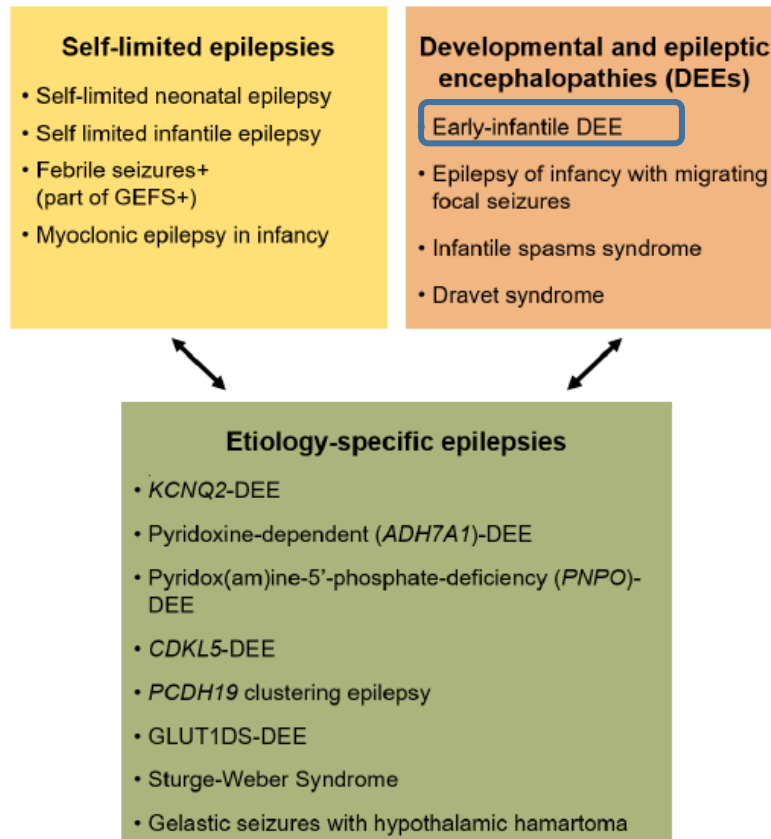 Self-limited epilepsies
• Self-limited neonatal epilepsy
• Self limited infantile epilepsy
• Febrile seizures+
(part of GEFS+)
• Myoclonic epilepsy in infancy
Developmental and epileptic
encephalopathies (DEEs)
• Early-infantile DEE
• Epilepsy of infancy with migrating
focal seizures
• Infantile spasms syndrome
• Dravet syndrome
Etiology-specific epilepsies
• KCNQ2-DEE
• Pyridoxine-dependent (ADH7A1)-DEE
• Pyridox(am)ine-5’-phosphate-deficiency (PNPO)-
DEE
• CDKL5-DEE
• PCDH19 clustering epilepsy
• GLUT1DS-DEE
• Sturge-Weber Syndrome
• Gelastic seizures with hypothalamic hamartoma